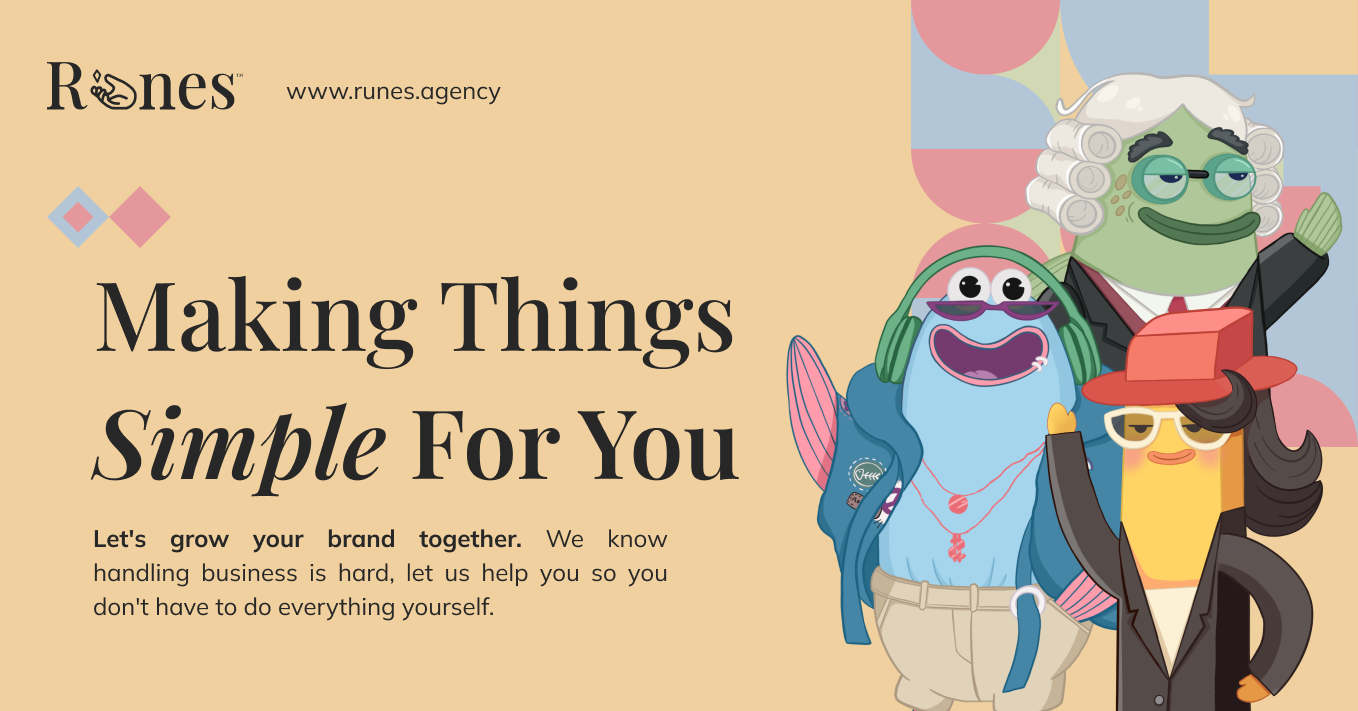 Runes™
www.runes.agency
Making Things
Simple For You
Let's grow your brand together. We know
handling business is hard, let us help you so you
don't have to do everything yourself.